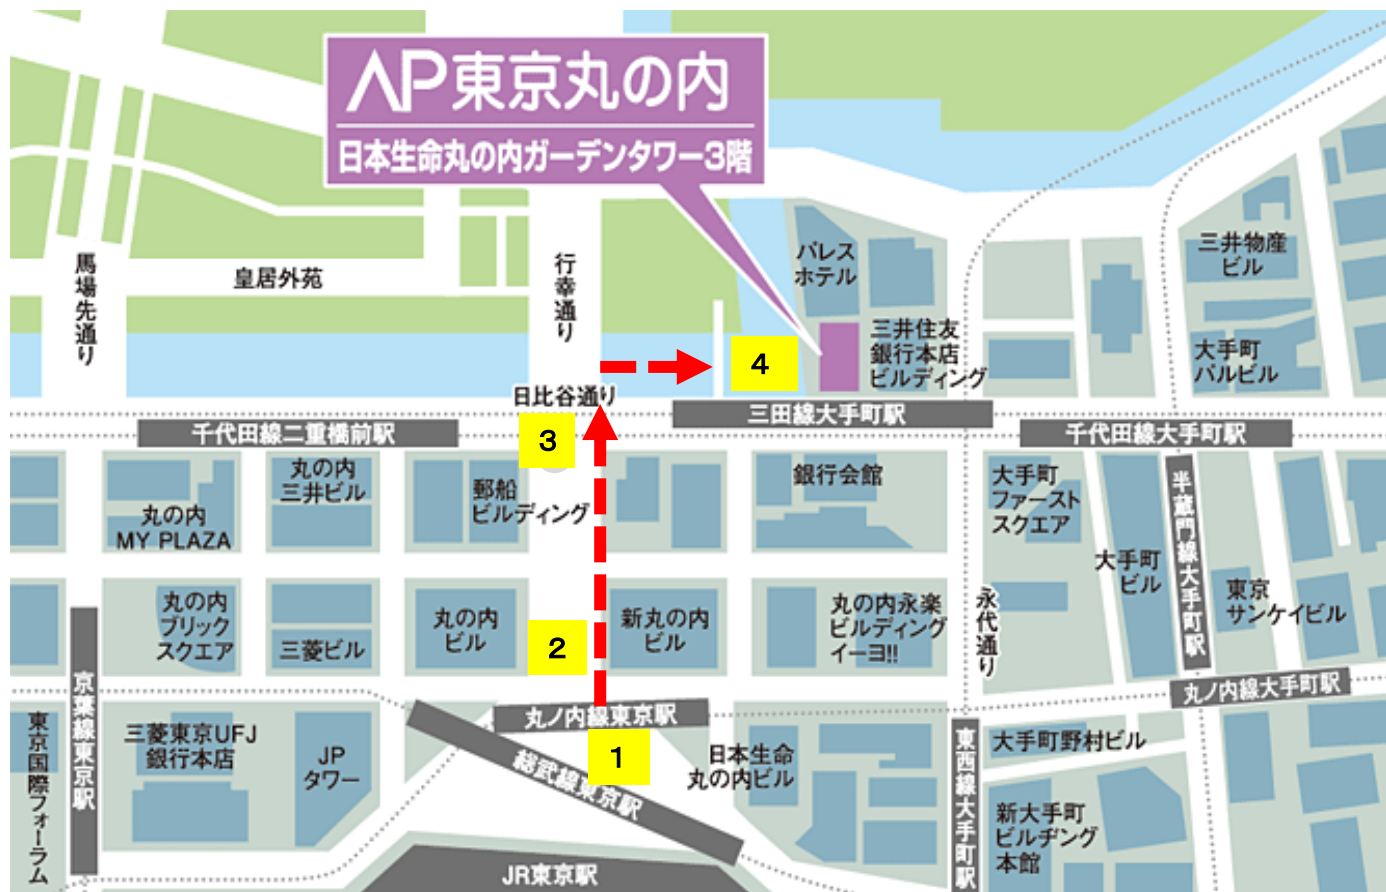 AP東京丸の内
日本生命丸の内ガーデンタワー3階
馬場先通り
皇居外苑
行幸通り
パレス
ホテル
三井住友
銀行本店
ビルディング
三井物産
ビル
大手町
パルビル
4
日比谷通り
三田線大手町駅
3
千代田線二重橋前駅
千代田線大手町駅
丸の内
MY PLAZA
丸の内
三井ビル
郵船
ビルディング
銀行会館
大手町
ファースト
スクエア
大手町
ビル
半蔵門線大手町駅
東京
サンケイビル
丸の内
ブリック
スクエア
三菱ビル
丸の内
ビル
2
新丸の内
ビル
丸の内永楽
ビルディング
イーヨ!!
永代通り
丸ノ内線大手町駅
京葉線東京駅
東京国際フォーラム
三菱東京UFJ
銀行本店
JP
タワー
丸ノ内線東京駅
1
総武線東京駅
日本生命
丸の内ビル
東西線大手町駅
大手町野村ビル
新大手町
ビルヂング
本館
JR東京駅